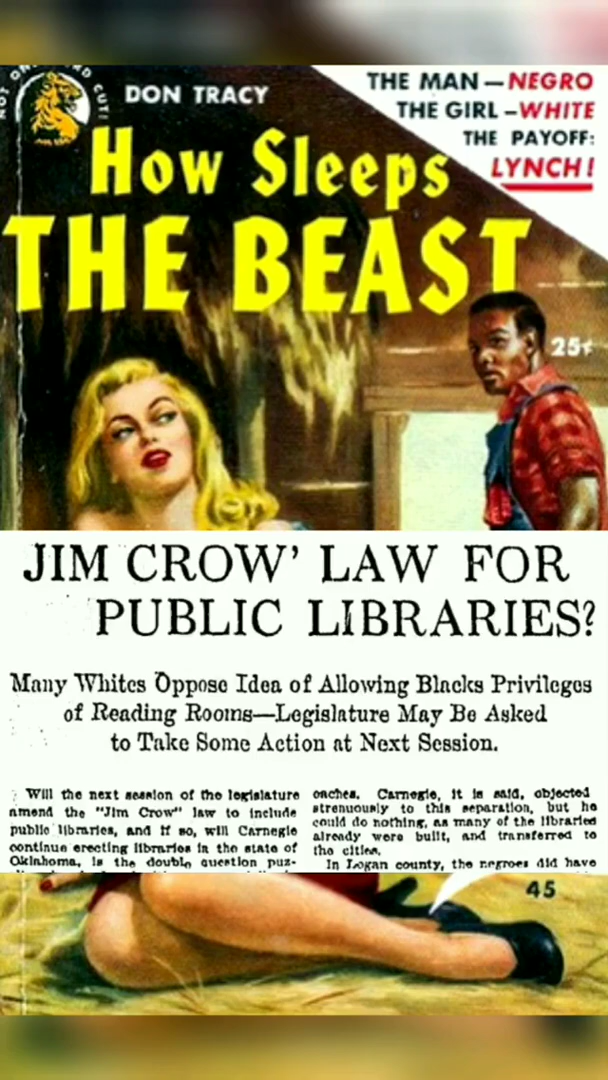 DON TRACY
THE MAN—NEGRO
THE GIRL–WHITE
THE PAYOFF:
LYNCH!
How Sleeps
THE BEAST
25¢
JIM CROW' LAW FOR
PUBLIC LIBRARIES?
Many Whites Oppose Idea of Allowing Blacks Privileges
of Reading Rooms—Legislature May Be Asked
to Take Some Action at Next Session.
Will the next session of the legislature
amend the "Jim Crow" law to include
public libraries, and if so, will Carnegie
continue erecting libraries in the state of
Oklahoma, is the double question puz-
oaches. Carnegie, it is said, objected
strenuously to this separation, but he
could do nothing, as many of the libraries
already were built, and transferred to
the cities.
In Logan county, the negroes did have
45